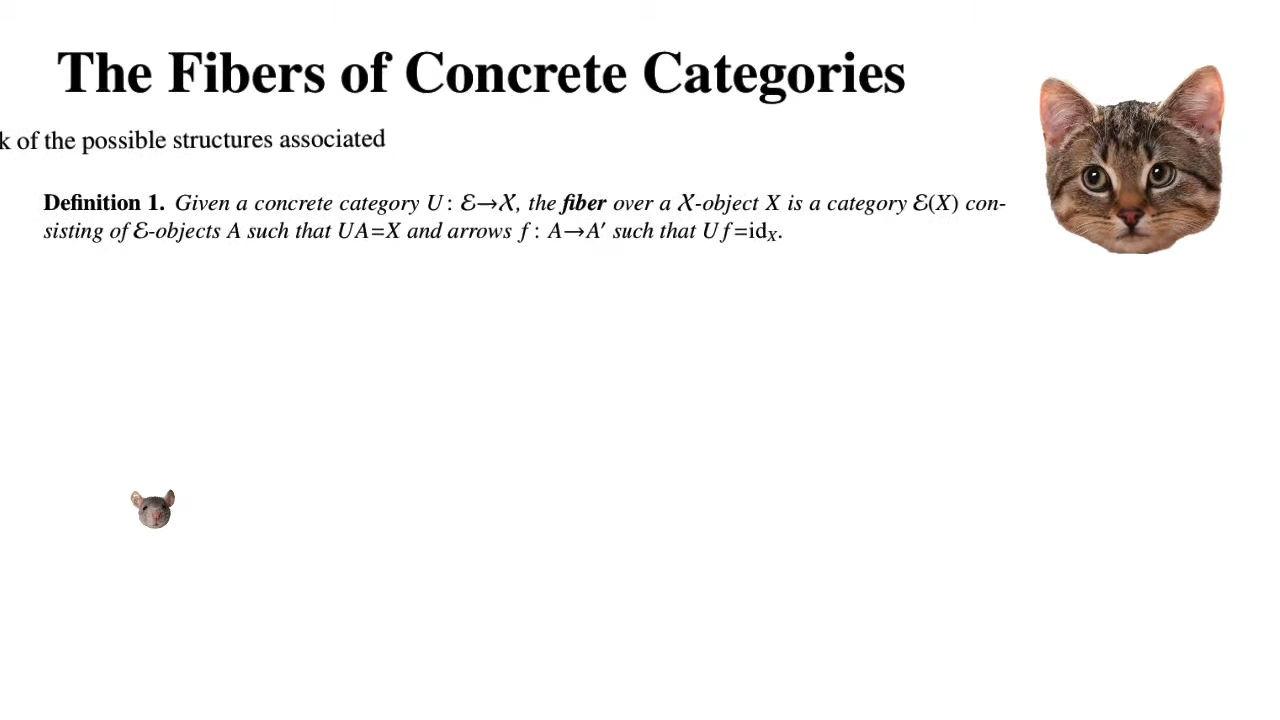 The Fibers of Concrete Categories
k of the possible structures associated
Definition 1. Given a concrete category U : ℰ→𝒳, the fiber over a 𝒳-object X is a category ℰ(X) con-
sisting of ℰ-objects A such that UA=X and arrows f : A→A′ such that Uf=id_X.